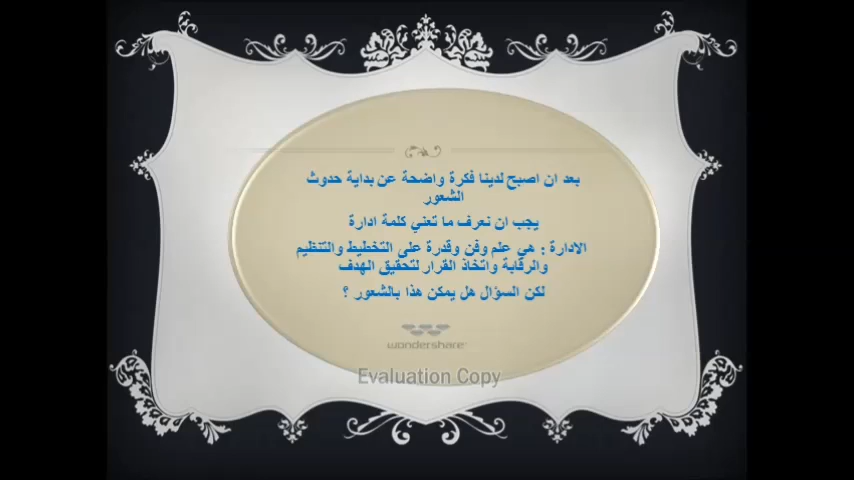 بعد ان اصبح لدينا فكرة واضحة عن بداية حدوث
الشعور
يجب ان نعرف ما تعني كلمة ادارة
الادارة : هي علم وفن وقدرة على التخطيط والتنظيم
والرقابة واتخاذ القرار لتحقيق الهدف
لكن السؤال هل يمكن هذا بالشعور ؟
wondershare
Evaluation Copy